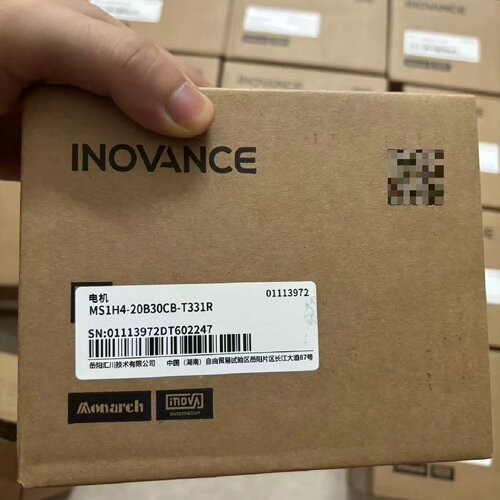 INOVANCE
INOVANCE
电机
MS1H4-20B30CB-T331R
01113972
SN:01113972DT602247
岳阳汇川技术有限公司 中国（湖南）自由贸易试验区岳阳片区长江大道87号
Monarch
inova
automation